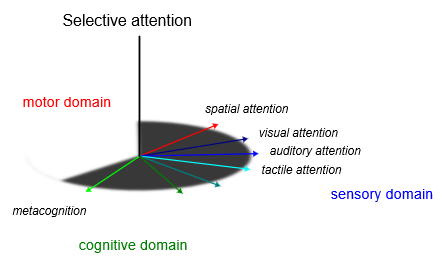 Selective attention
motor domain
spatial attention
visual attention
auditory attention
tactile attention
sensory domain
metacognition
cognitive domain